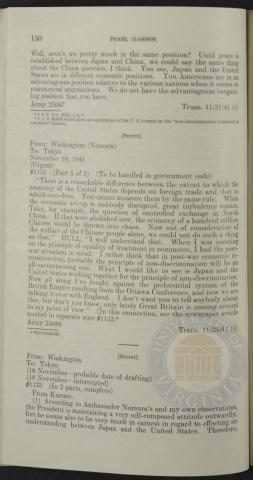 150 PEARL HARBOR
Well, aren't we pretty much in the same position? Until peace is
established between Japan and China, we could say the same thing
about the China question, I think. You see, Japan and the United
States are in different economic positions. You Americans are in an
advantageous position relative to the various nations when it comes to
commercial negotiations. We do not have the advantageous bargain-
ing position that you have.
Army 25087 Trans. 11/21/41 (1)
[Secret]
From: Washington (Nomura)
To: Tokyo
November 18, 1941
(Urgent)
#1131 (Part 5 of 5) (To be handled in government code)
"There is a remarkable difference between the extent to which the
economy of the United States depends on foreign trade and that to
which ours does. You cannot measure them by the same rule. When
the economic set-up is suddenly disrupted, great turbulence ensues.
Take, for example, the question of controlled exchange in North
China. If that were abolished now, the economy of a hundred million
Chinese would be thrown into chaos. Now out of consideration of
the welfare of the Chinese people alone, we could not do such a thing
as that." HULL: "I well understand that. When I was insisting
on the principle of equality of treatment in commerce, I had the post-
war situation in mind. I rather think that in post-war economic re-
construction, probably the principle of non-discrimination will be an
all-encompassing one. What I would like to see is Japan and the
United States working together for the principle of non-discrimination.
Now all along I've fought against the preferential system of the
British Empire resulting from the Ottawa Conference, and now we are
talking it over with England. I don't want you to tell anybody about
this, but don't you know, only lately Great Britain is coming around
to my point of view." (In this connection, see the newspaper article
quoted in separate wire #1132.*
Army 25088 Trans. 11/21/41 (1)
[Secret]
From: Washington
To: Tokyo
(18 November—probable date of drafting)
(19 November—intercepted)
#1133 (In 2 parts, complete)
From Kurusu.
(1) According to Ambassador Nomura's and my own observations,
the President is maintaining a very self-composed attitude outwardly,
but he seems also to be very much in earnest in regard to effecting an
understanding between Japan and the United States. Therefore,